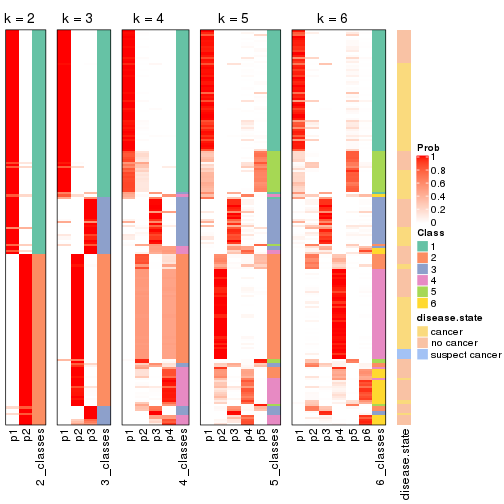 k = 2
k = 3
k = 4
k = 5
k = 6
p1
p2
2_classes
p1
p2
p3
3_classes
p1
p2
p3
p4
4_classes
p1
p2
p3
p4
p5
5_classes
p1
p2
p3
p4
p5
p6
6_classes
disease.state
Prob
1
0.8
0.6
0.4
0.2
0
Class
1
2
3
4
5
6
disease.state
cancer
no cancer
suspect cancer